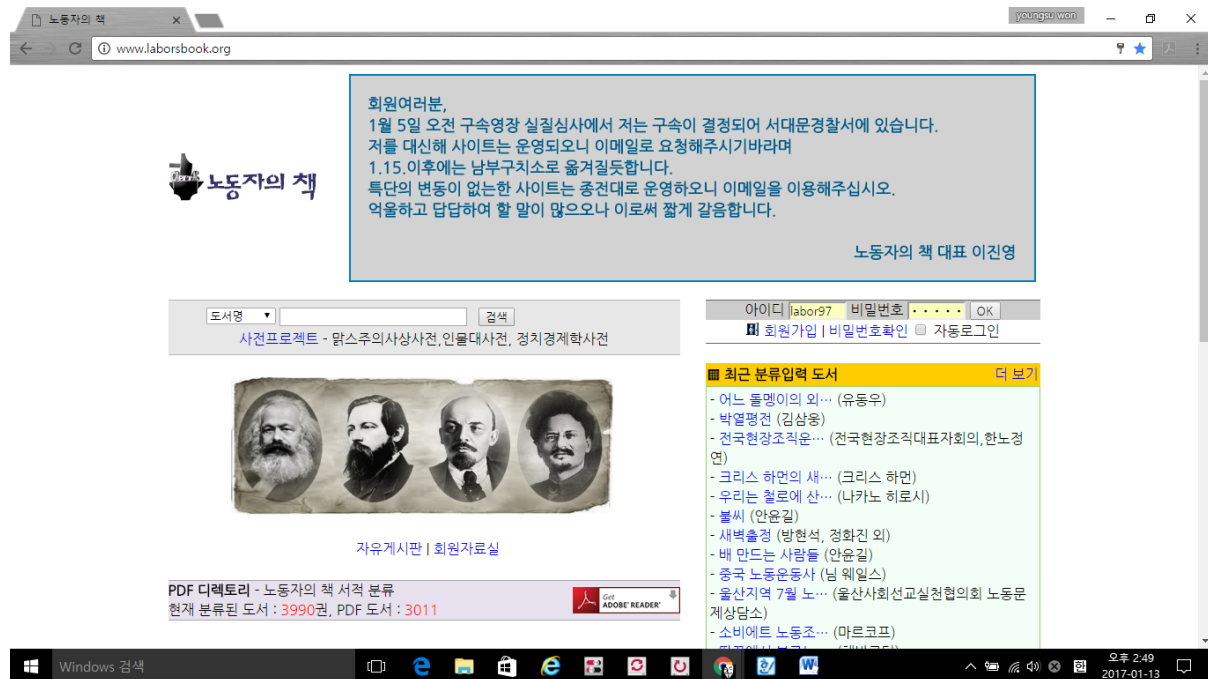 노동자의 책
youngsu won
www.laborsbook.org
회원여러분,
1월 5일 오전 구속영장 실질심사에서 저는 구속이 결정되어 서대문경찰서에 있습니다.
저를 대신해 사이트는 운영되오니 이메일로 요청해주시기바라며
1.15.이후에는 남부구치소로 옮겨질듯합니다.
특단의 변동이 없는한 사이트는 종전대로 운영하오니 이메일을 이용해주십시오.
억울하고 답답하여 할 말이 많으오나 이로써 짧게 갈음합니다.
노동자의 책 대표 이진영
노동자의 책
도서명
검색
사전프로젝트 - 맑스주의사상사전,인물대사전, 정치경제학사전
자유게시판 | 회원자료실
PDF 디렉토리 - 노동자의 책 서적 분류
현재 분류된 도서 : 3990권, PDF 도서 : 3011
Get
ADOBE® READER®
아이디 labor97 비밀번호 ····· OK
회원가입 | 비밀번호확인 자동로그인
최근 분류입력 도서 더 보기
- 어느 돌멩이의 외… (유동우)
- 박열평전 (김삼웅)
- 전국현장조직운… (전국현장조직대표자회의,한노정
연)
- 크리스 하먼의 새… (크리스 하먼)
- 우리는 철로에 산… (나카노 히로시)
- 불씨 (안윤길)
- 새벽출정 (방현석, 정화진 외)
- 배 만드는 사람들 (안윤길)
- 중국 노동운동사 (님 웨일스)
- 울산지역 7월 노… (울산사회선교실천협의회 노동문
제상담소)
- 소비에트 노동조… (마르코프)
Windows 검색
한
오후 2:49
2017-01-13